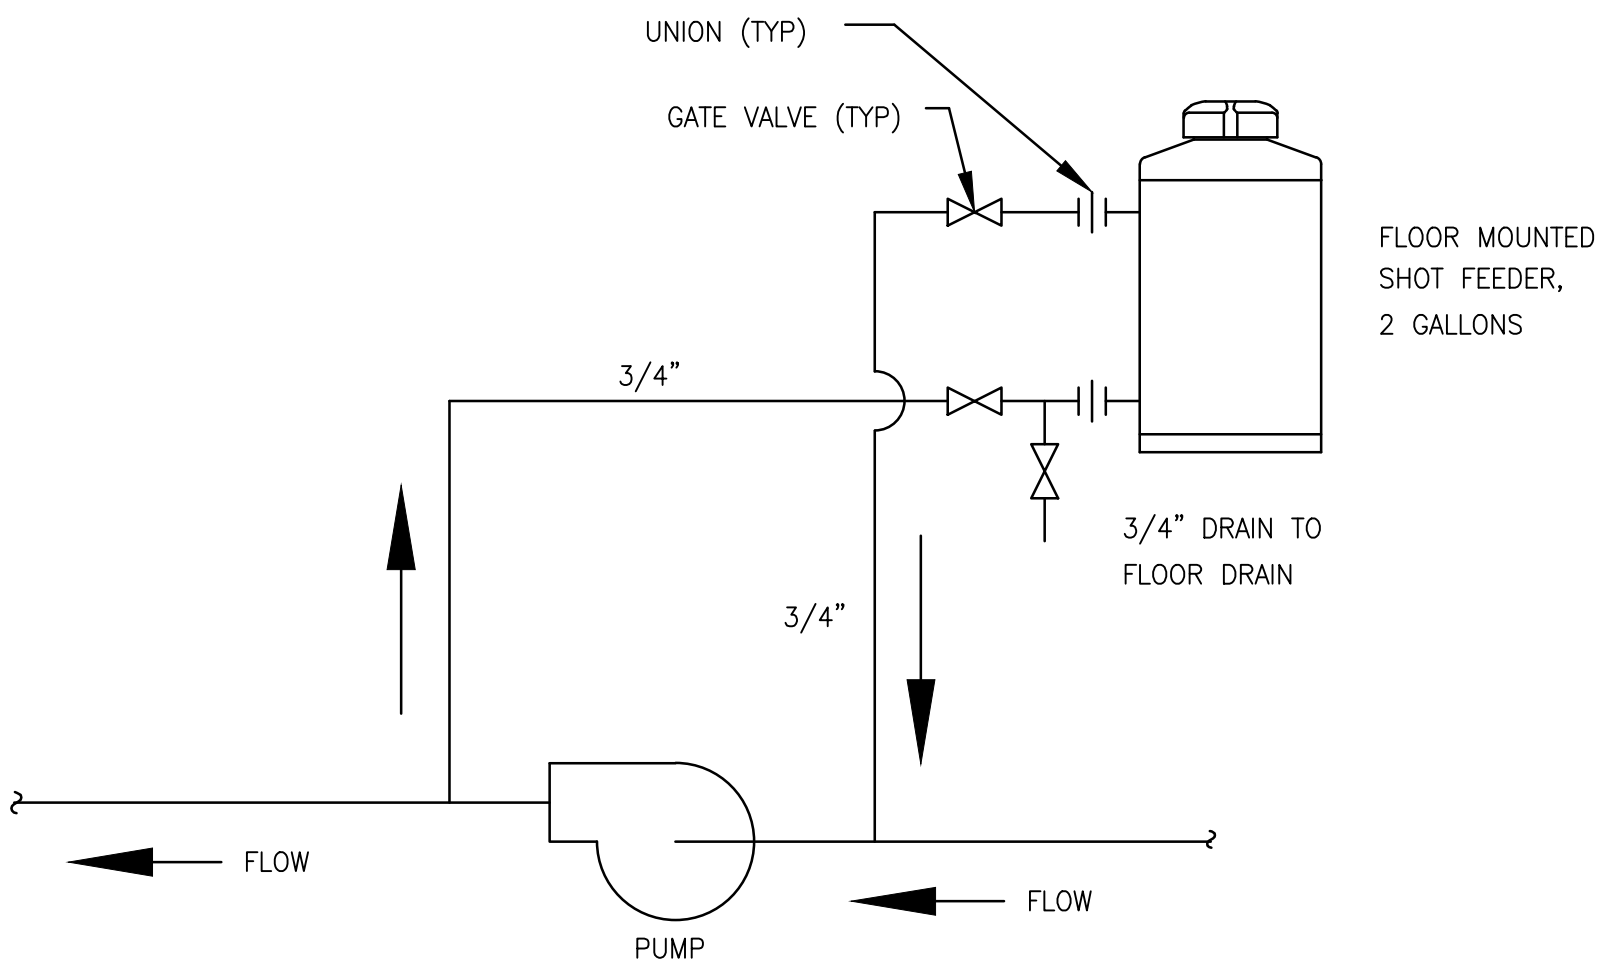 UNION (TYP)
GATE VALVE (TYP)
FLOOR MOUNTED
SHOT FEEDER,
2 GALLONS
3/4”
3/4” DRAIN TO
FLOOR DRAIN
3/4”
FLOW
FLOW
PUMP